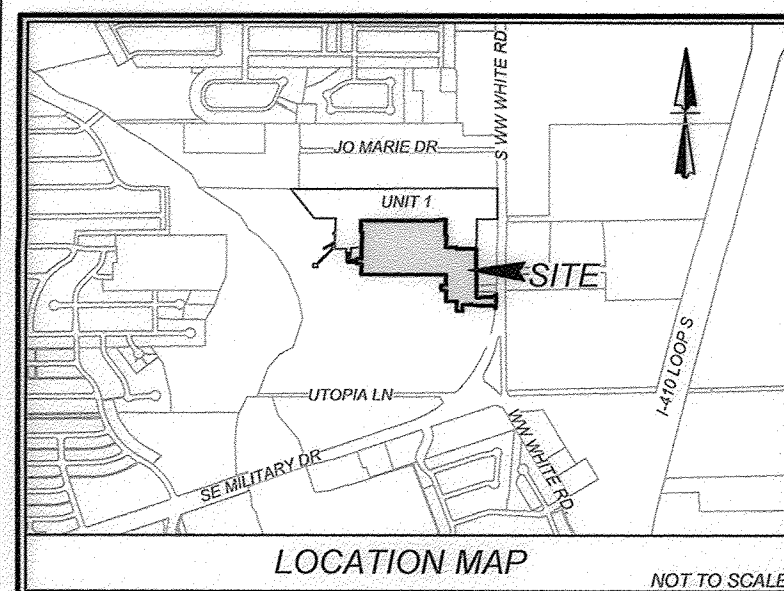 S WW WHITE RD.
JO MARIE DR
UNIT 1
SITE
I-410 LOOP S
UTOPIA LN
WW WHITE RD
SE MILITARY DR
LOCATION MAP
NOT TO SCALE